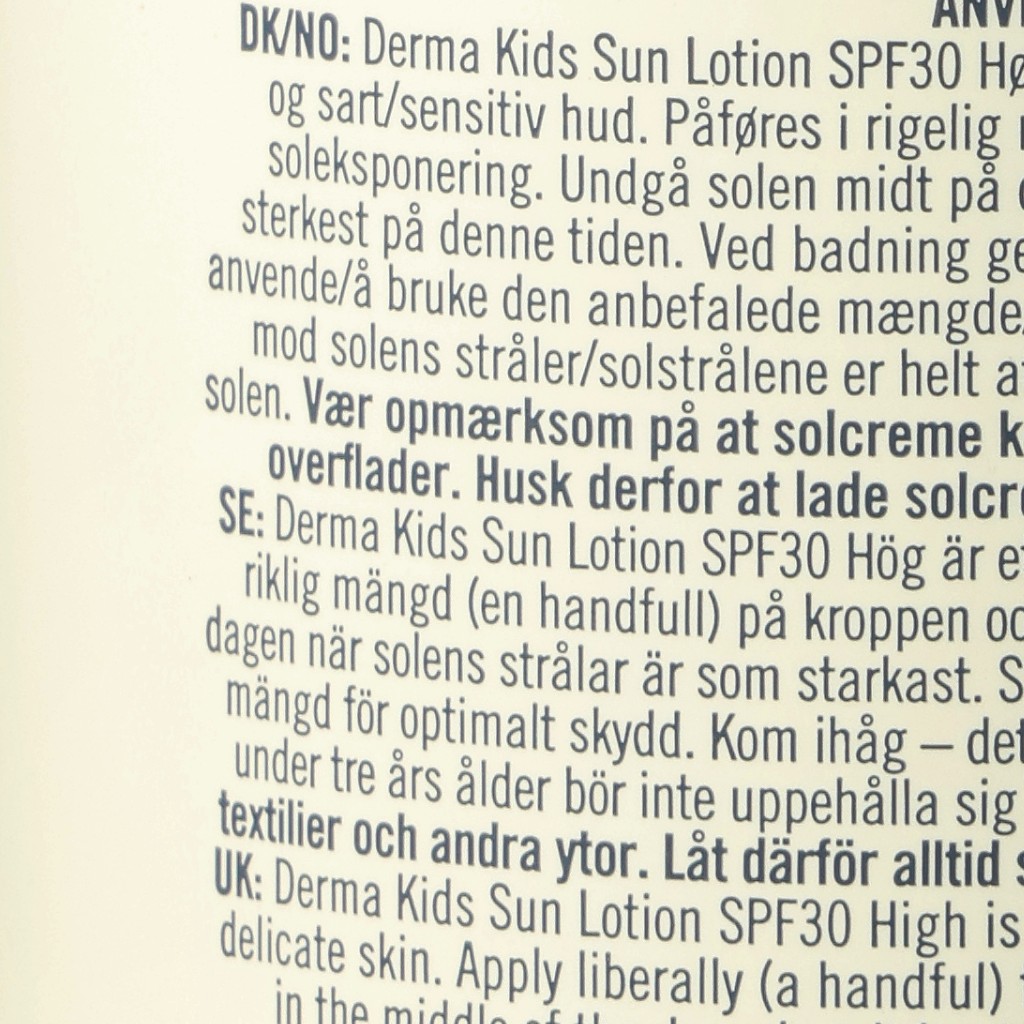 DK/NO: Derma Kids Sun Lotion SPF30
og sart/sensitiv hud. Påføres i rigelig
soleksponering. Undgå solen midt på
sterkest på denne tiden. Ved badning
anvende/å bruke den anbefalede mængde
mod solens stråler/solstrålene er helt
solen. Vær opmærksom på at solcreme
overflader. Husk derfor at lade
SE: Derma Kids Sun Lotion SPF30 Hög är
riklig mängd (en handfull) på kroppen
dagen när solens strålar är som starkast.
mängd för optimalt skydd. Kom ihåg –
under tre års ålder bör inte uppehålla sig
textilier och andra ytor. Låt därför alltid
UK: Derma Kids Sun Lotion SPF30 High is
delicate skin. Apply liberally (a handful)
in the middle of